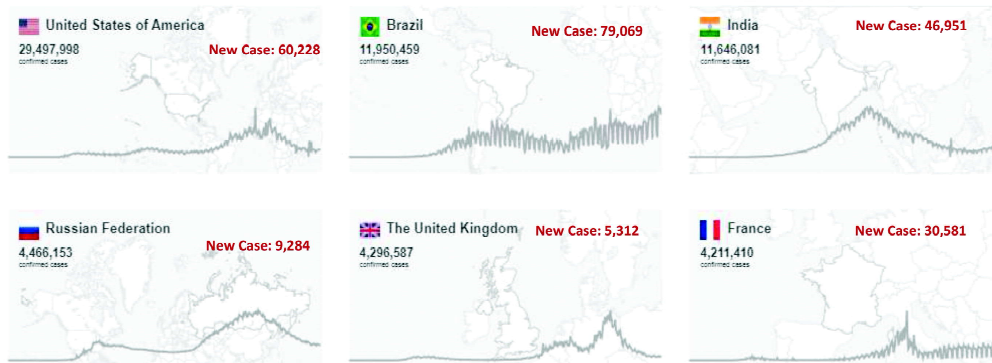 United States of America
29,497,998
confirmed cases
New Case: 60,228
Brazil
11,950,459
confirmed cases
New Case: 79,069
India
11,646,081
confirmed cases
New Case: 46,951
Russian Federation
4,466,153
confirmed cases
New Case: 9,284
The United Kingdom
4,296,587
confirmed cases
New Case: 5,312
France
4,211,410
confirmed cases
New Case: 30,581